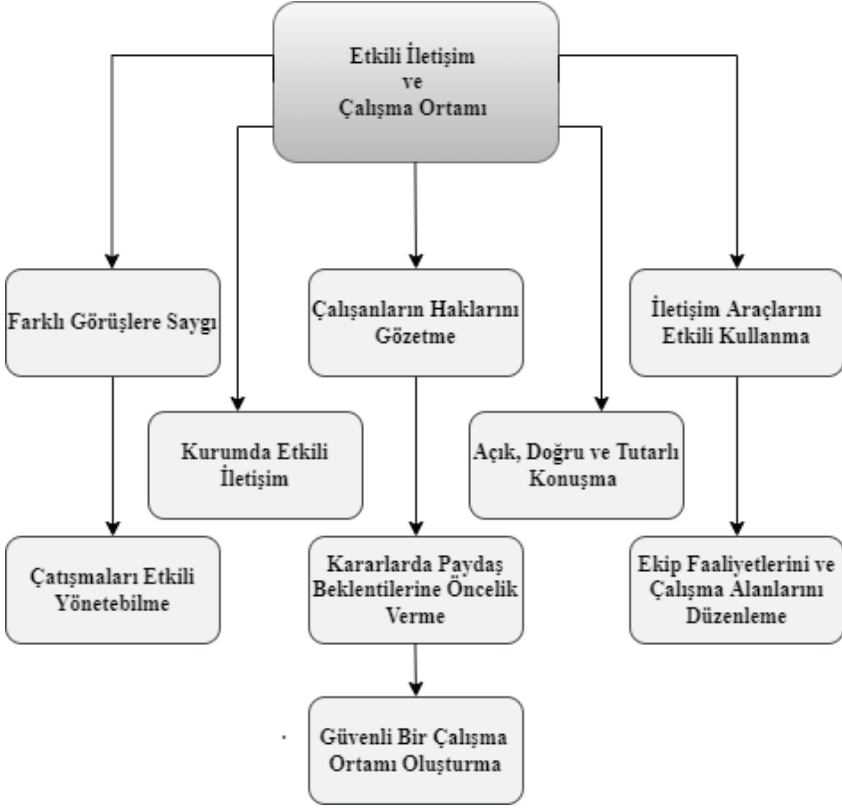 Etkili İletişim
ve
Çalışma Ortamı
Farklı Görüşlere Saygı
Çalışanların Haklarını
Gözetme
İletişim Araçlarını
Etkili Kullanma
Kurumda Etkili
İletişim
Açık, Doğru ve Tutarlı
Konuşma
Çatışmaları Etkili
Yönetebilme
Kararlarda Paydaş
Beklentilerine Öncelik
Verme
Ekip Faaliyetlerini ve
Çalışma Alanlarını
Düzenleme
Güvenli Bir Çalışma
Ortamı Oluşturma